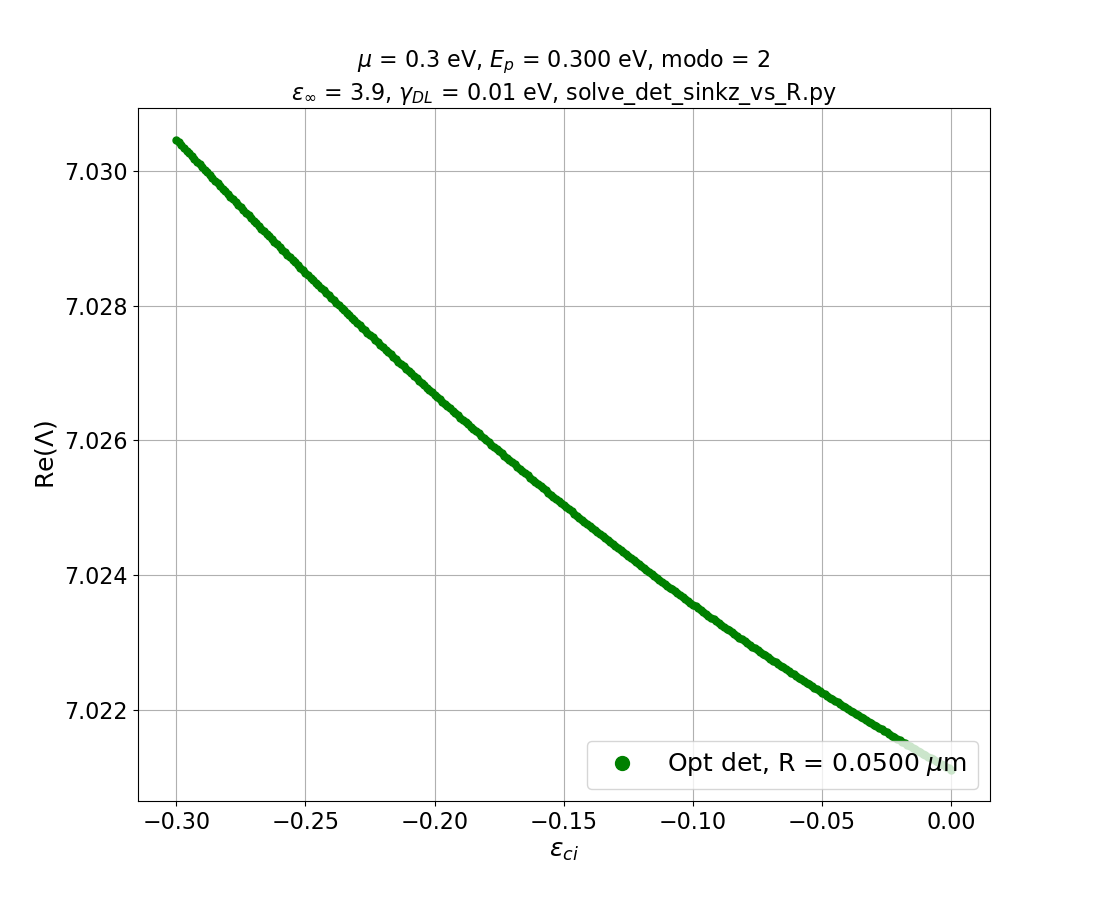 μ = 0.3 eV, E_p = 0.300 eV, modo = 2
ε_∞ = 3.9, γ_DL = 0.01 eV, solve_det_sinkz_vs_R.py
7.030
7.028
7.026
7.024
7.022
Re(Λ)
Opt det, R = 0.0500 μm
−0.30 −0.25 −0.20 −0.15 −0.10 −0.05 0.00
ε_ci